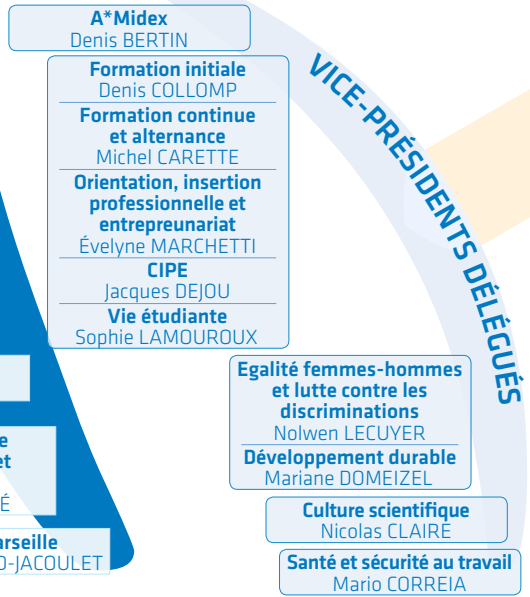 A*Midex
Denis BERTIN
Formation initiale
Denis COLLOMP
Formation continue
et alternance
Michel CARETTE
Orientation, insertion
professionnelle et
entrepreunariat
Évelyne MARCHETTI
CIPE
Jacques DEJOU
Vie étudiante
Sophie LAMOUROUX
VICE-PRÉSIDENTS DÉLÉGUÉS
Egalité femmes-hommes
et lutte contre les
discriminations
Nolwen LECUYER
Développement durable
Mariane DOMEIZEL
Culture scientifique
Nicolas CLAIRE
Santé et sécurité au travail
Mario CORREIA
et